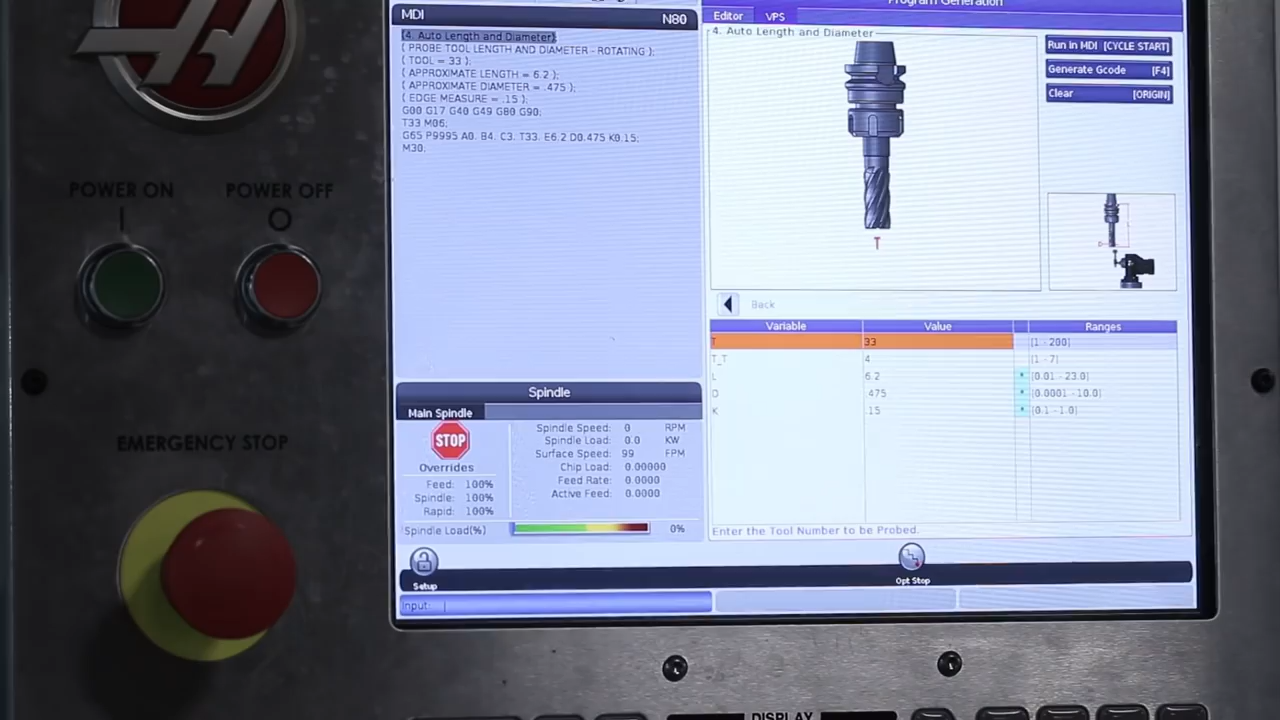 MDI
N80
(4. Auto Length and Diameter);
( PROBE TOOL LENGTH AND DIAMETER - ROTATING );
( TOOL = 33 );
( APPROXIMATE LENGTH = 6.2 );
( APPROXIMATE DIAMETER = .475 );
( EDGE MEASURE = .15 );
G00 G17 G40 G49 G80 G90;
T33 M06;
G65 P9995 A0. B4. C3. T33. E6.2 D0.475 K0.15;
M30;
Program Generation
Editor VPS
4. Auto Length and Diameter
T
Run in MDI [CYCLE START]
Generate Gcode [F4]
Clear [ORIGIN]
Back
Variable Value Ranges
T 33 [1 - 200]
T_T 4 [1 - 7]
L 6.2 * [0.01 - 23.0]
D .475 * [0.0001 - 10.0]
K .15 * [0.1 - 1.0]
Enter the Tool Number to be Probed.
Spindle
Main Spindle
STOP
Overrides
Feed: 100%
Spindle: 100%
Rapid: 100%
Spindle Speed: 0 RPM
Spindle Load: 0.0 KW
Surface Speed: 99 FPM
Chip Load: 0.00000
Feed Rate: 0.0000
Active Feed: 0.0000
Spindle Load(%) 0%
Setup
Opt Stop
Input:
POWER ON
POWER OFF
EMERGENCY STOP
DISPLAY